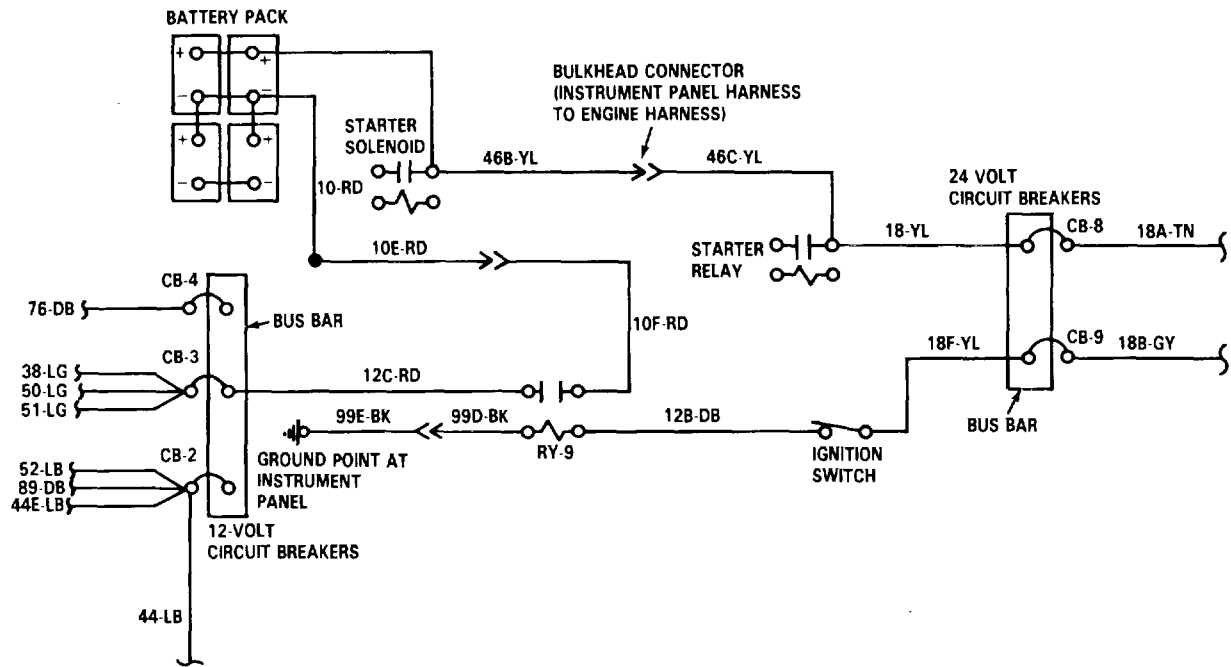 BATTERY PACK
+
+
−
−
+
+
−
−
STARTER
SOLENOID
BULKHEAD CONNECTOR
(INSTRUMENT PANEL HARNESS
TO ENGINE HARNESS)
46B-YL
46C-YL
10-RD
24 VOLT
CIRCUIT BREAKERS
CB-8
18A-TN
18-YL
STARTER
RELAY
10E-RD
CB-4
76-DB
BUS BAR
10F-RD
CB-3
38-LG
50-LG
51-LG
12C-RD
18F-YL
CB-9
18B-GY
99E-BK
99D-BK
12B-DB
BUS BAR
RY-9
IGNITION
SWITCH
GROUND POINT AT
INSTRUMENT
PANEL
CB-2
52-LB
89-DB
44E-LB
12-VOLT
CIRCUIT BREAKERS
44-LB